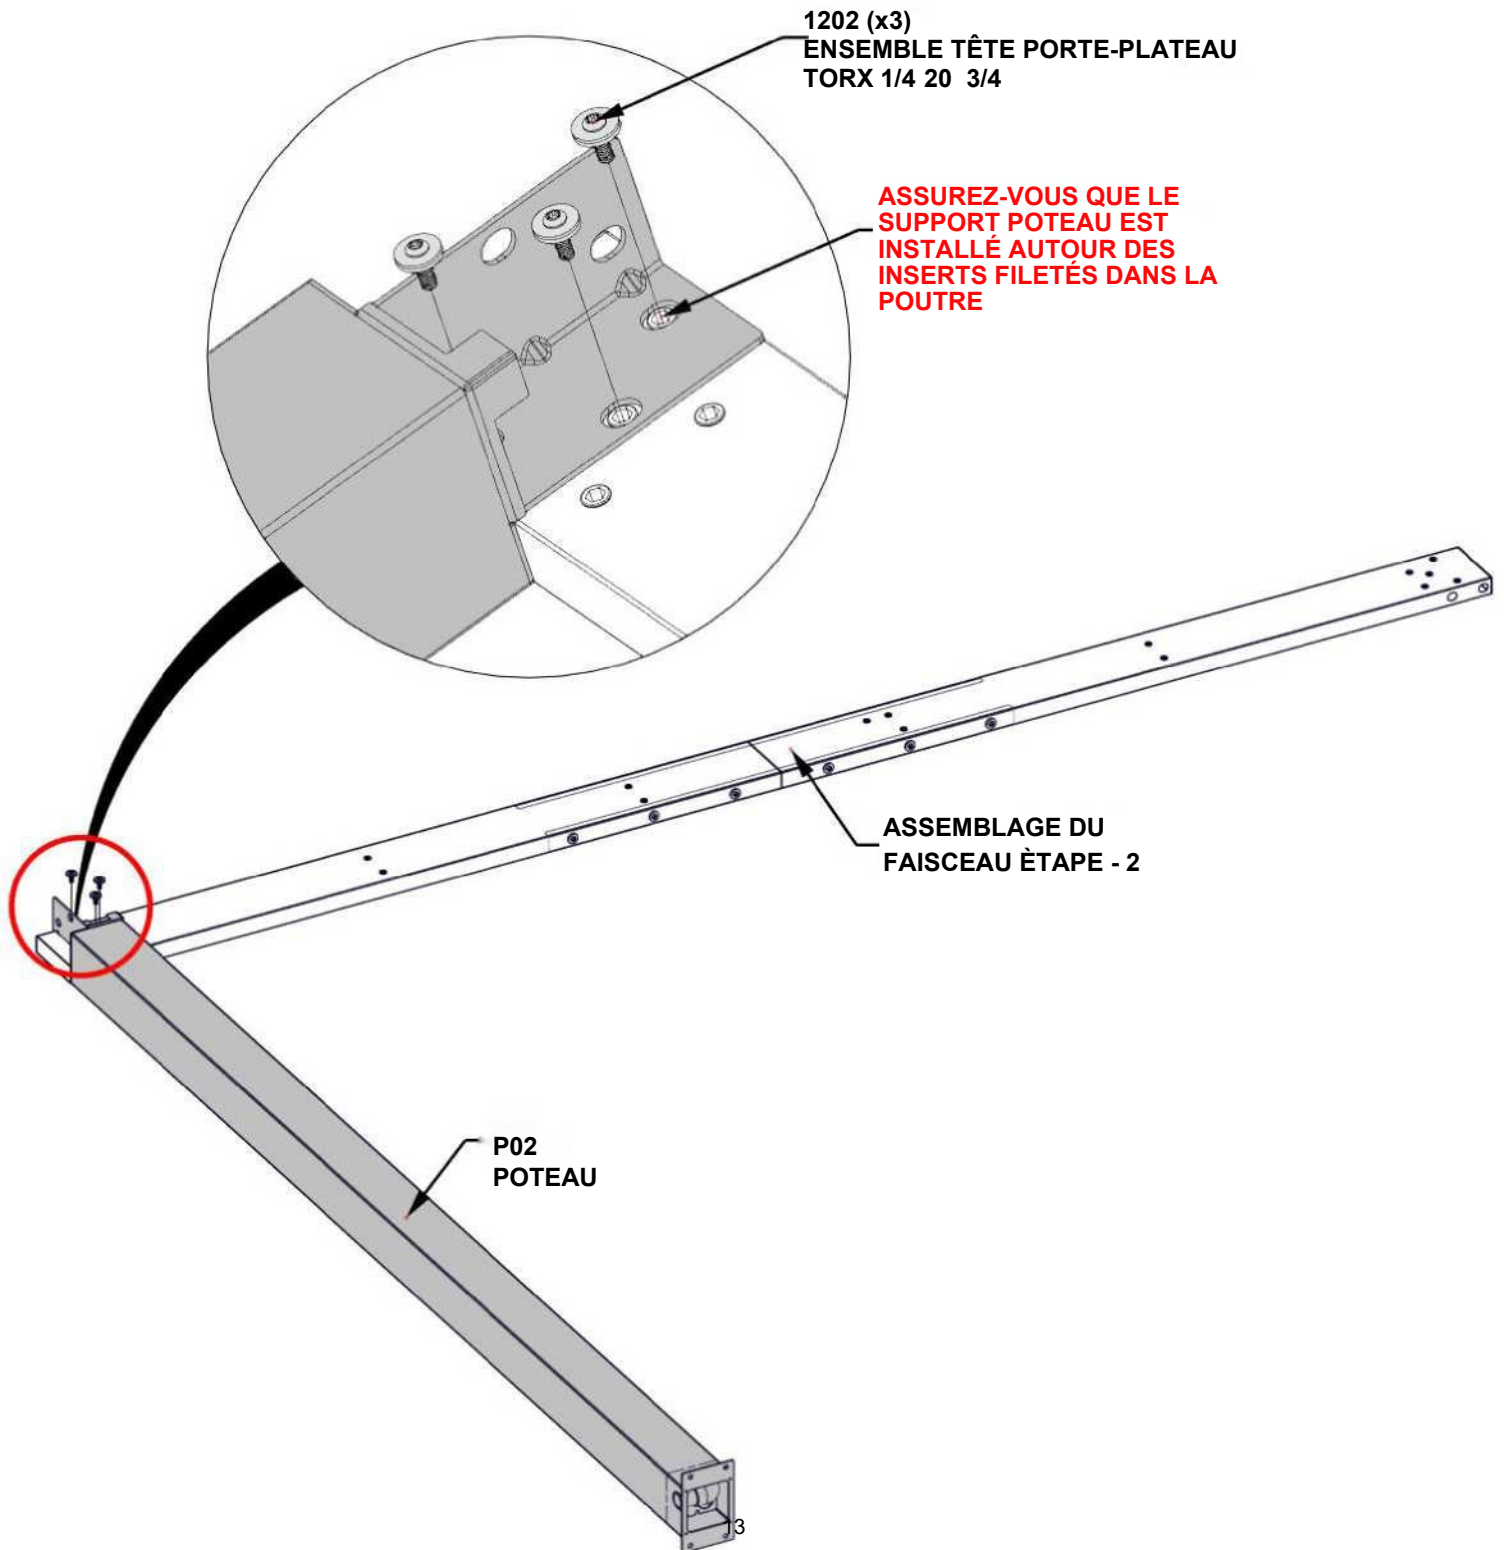 1202 (x3)
ENSEMBLE TÊTE PORTE-PLATEAU
TORX 1/4 20 3/4
ASSUREZ-VOUS QUE LE
SUPPORT POTEAU EST
INSTALLÉ AUTOUR DES
INSERTS FILETÉS DANS LA
POUTRE
ASSEMBLAGE DU
FAISCEAU ÈTAPE - 2
P02
POTEAU
13